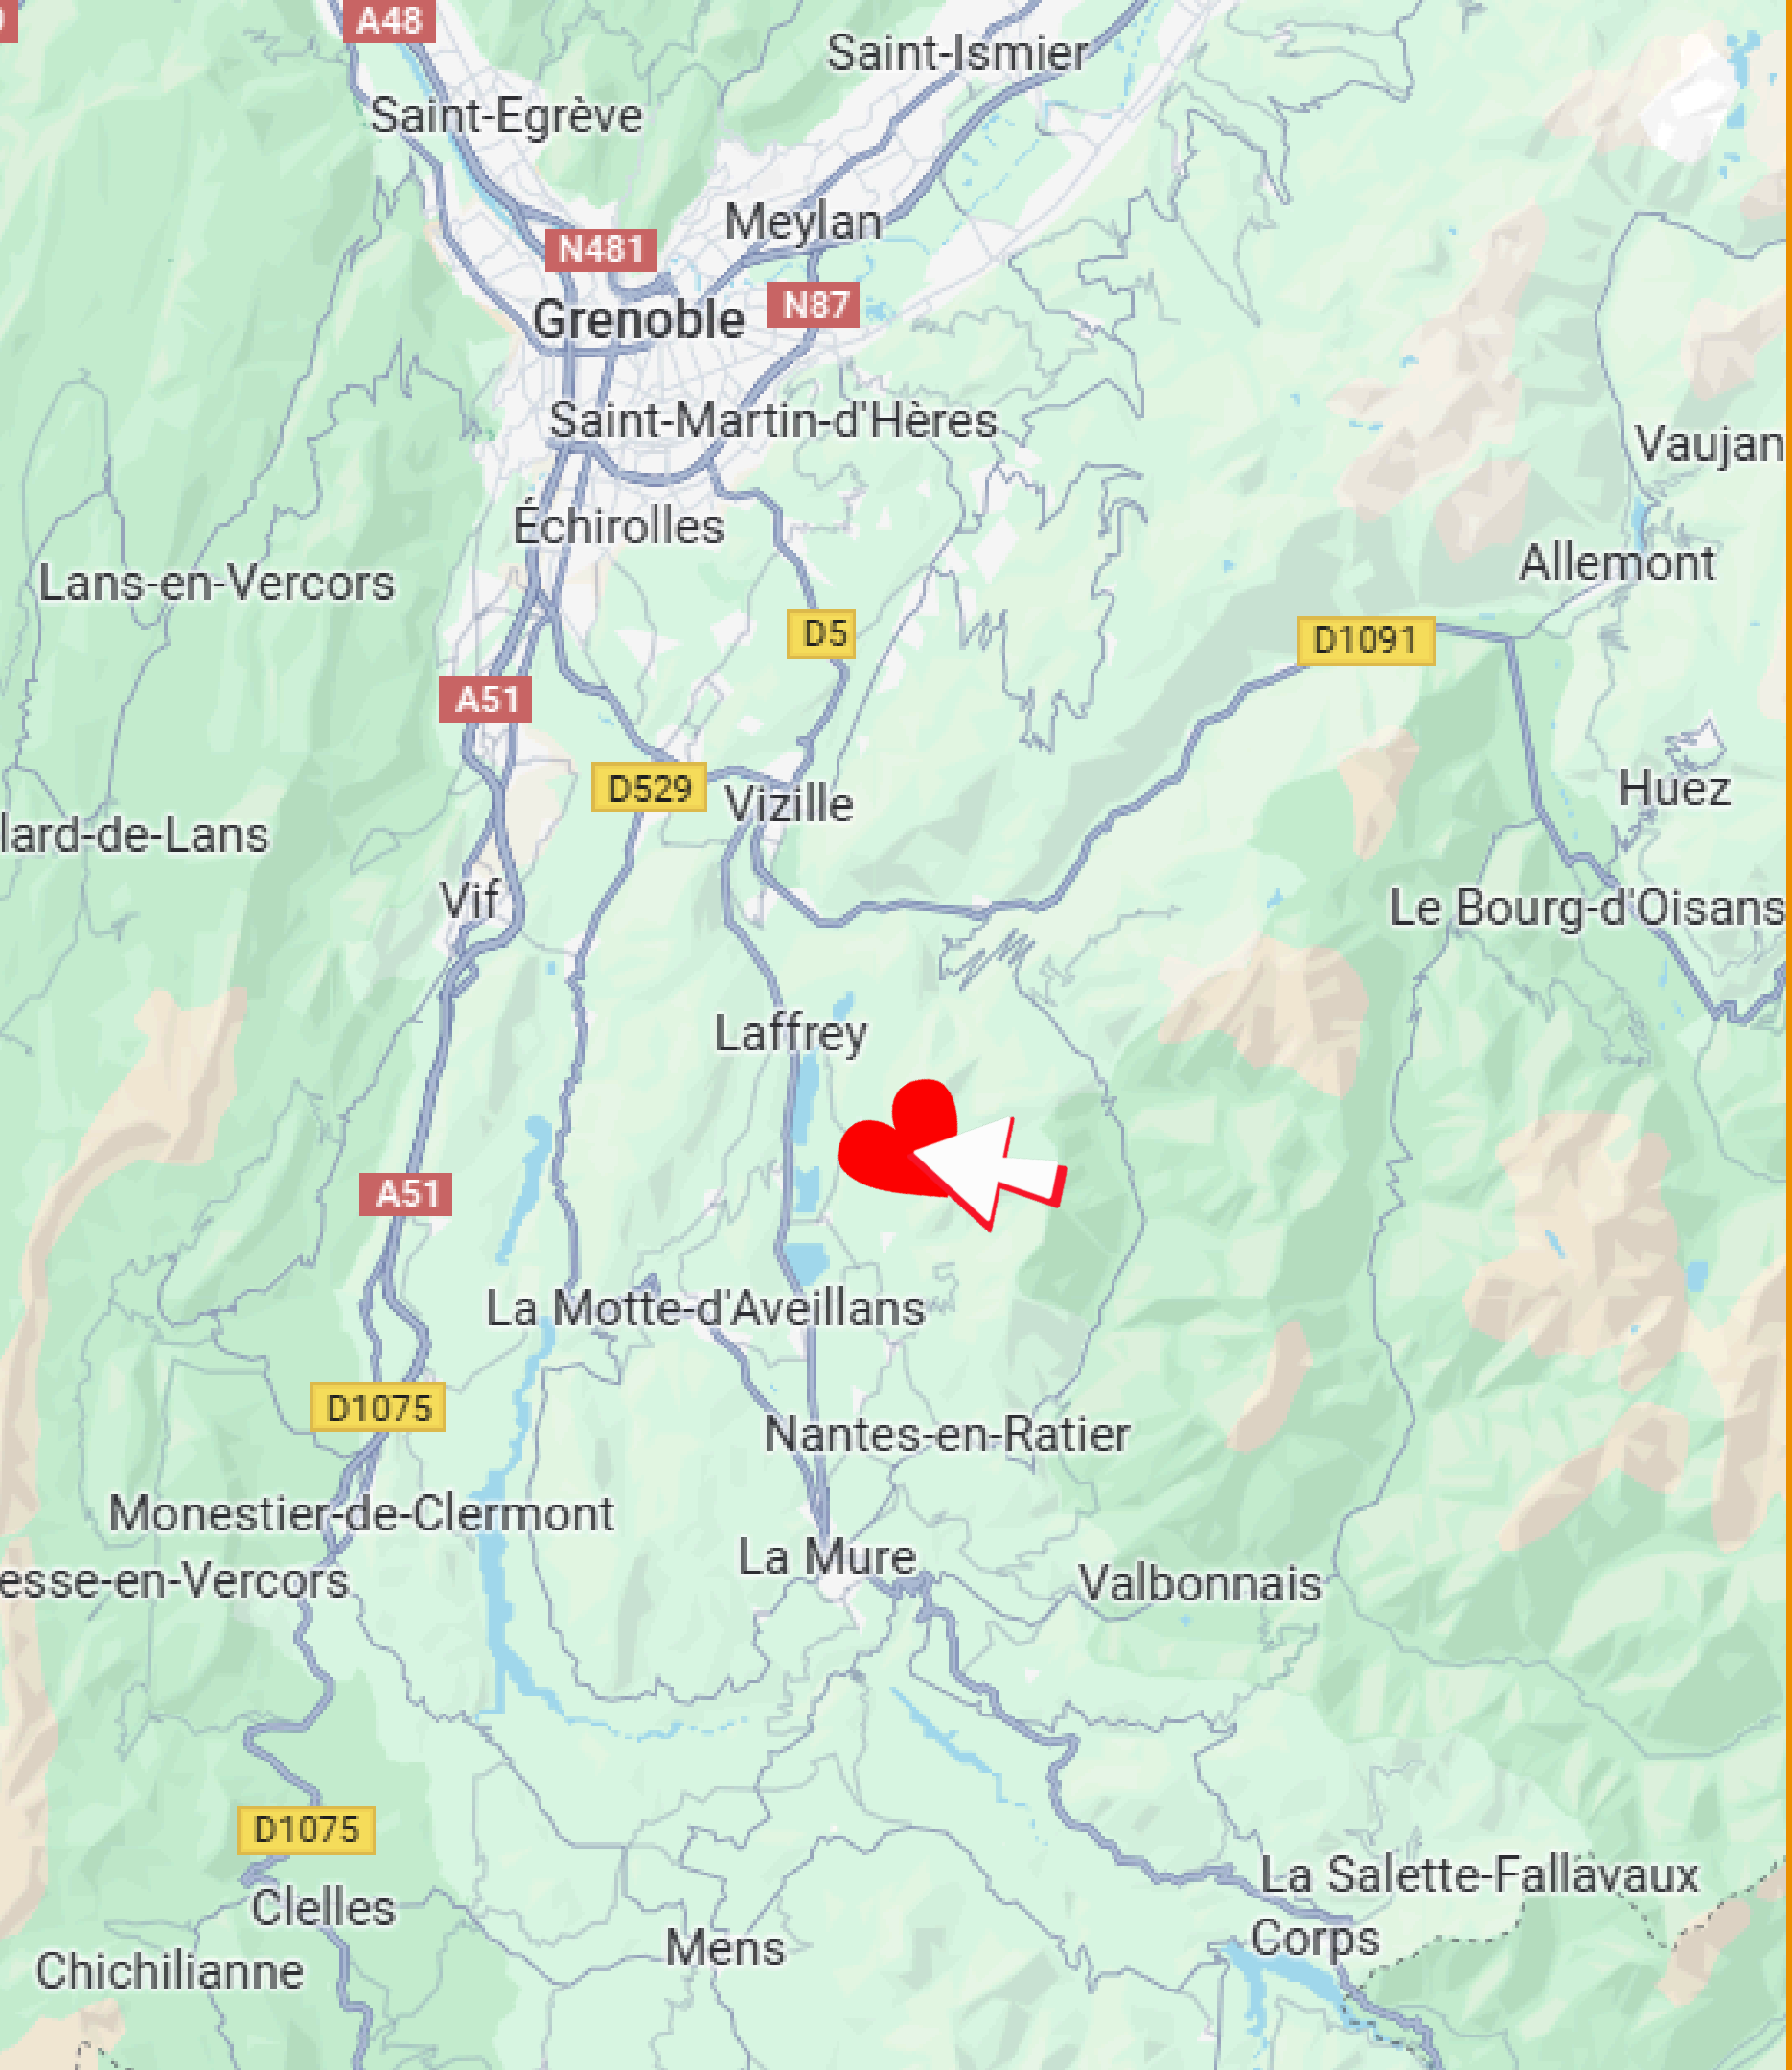 A48
Saint-Ismier
Saint-Egrève
Meylan
N481
N87
Grenoble
Saint-Martin-d'Hères
Vaujan
Échirolles
Allemont
Lans-en-Vercors
D5
D1091
A51
D529
Huez
Vizille
lard-de-Lans
Vif
Le Bourg-d'Oisans
Laffrey
A51
La Motte-d'Aveillans
D1075
Nantes-en-Ratier
Monestier-de-Clermont
La Mure
esse-en-Vercors
Valbonnais
D1075
La Salette-Fallavaux
Clelles
Corps
Mens
Chichilianne